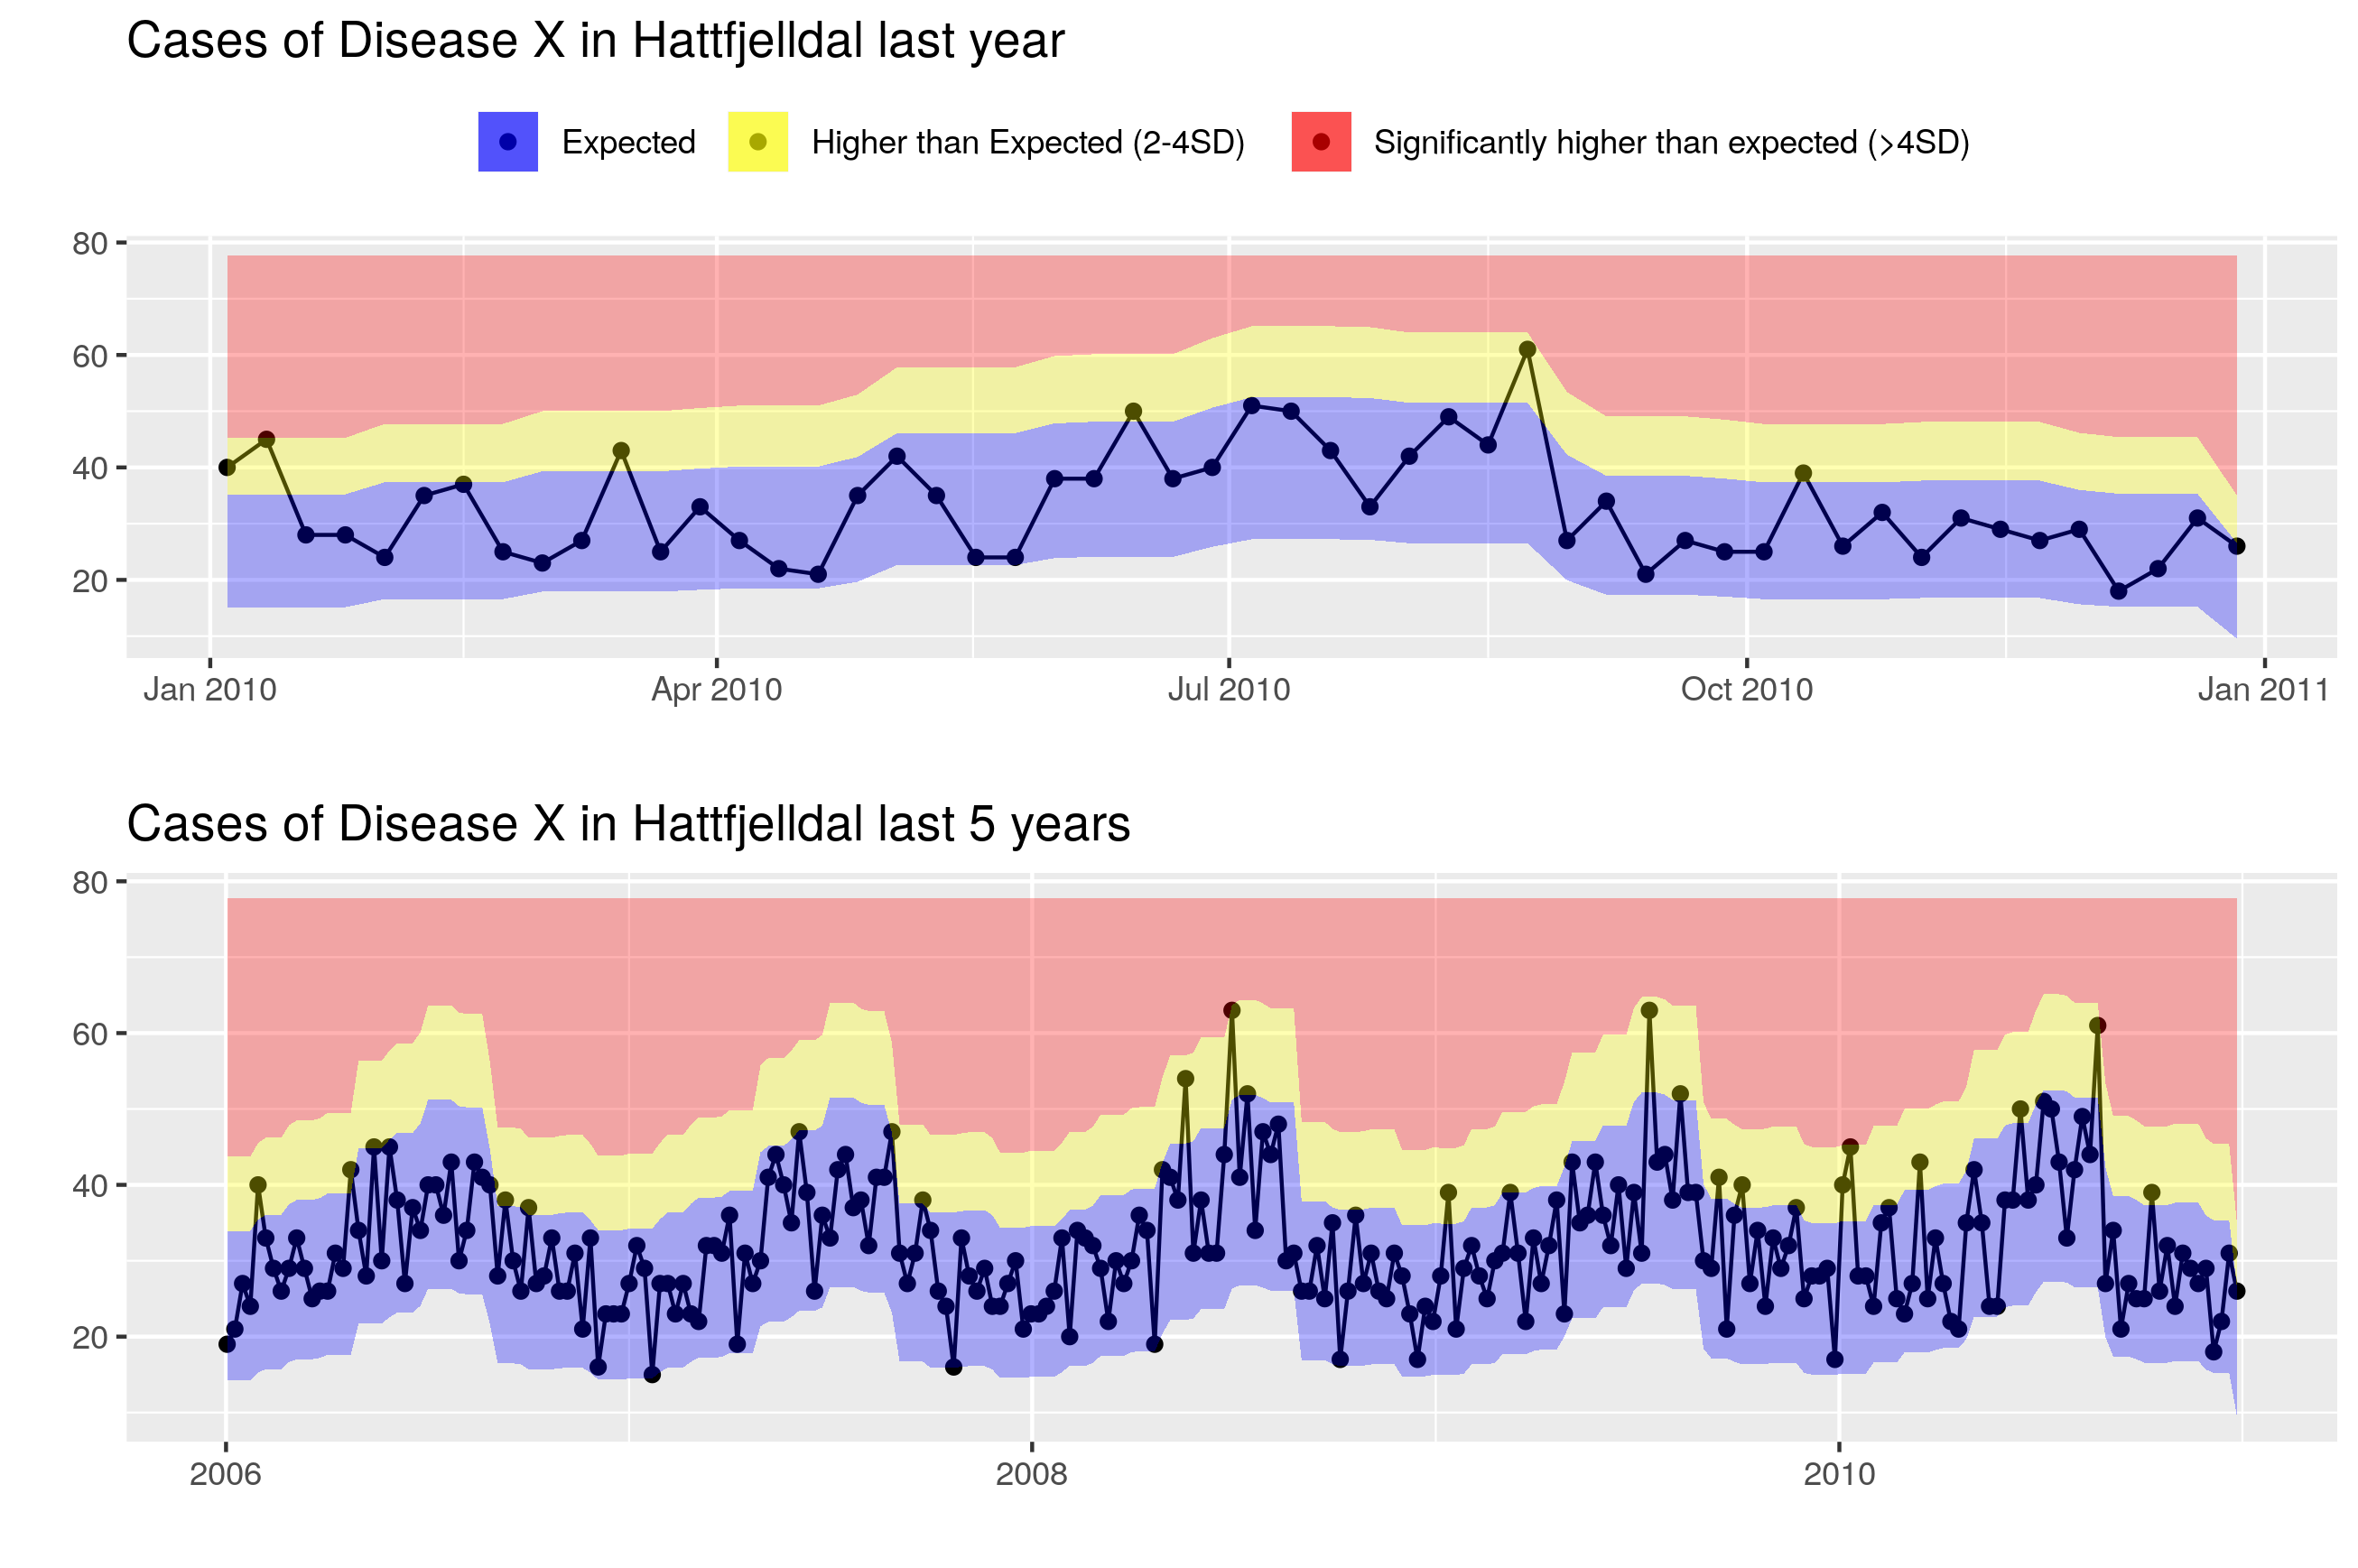 Cases of Disease X in Hattfjelldal last year
Expected Higher than Expected (2-4SD) Significantly higher than expected (>4SD)
80
60
40
20
Jan 2010 Apr 2010 Jul 2010 Oct 2010 Jan 2011
Cases of Disease X in Hattfjelldal last 5 years
80
60
40
20
2006 2008 2010